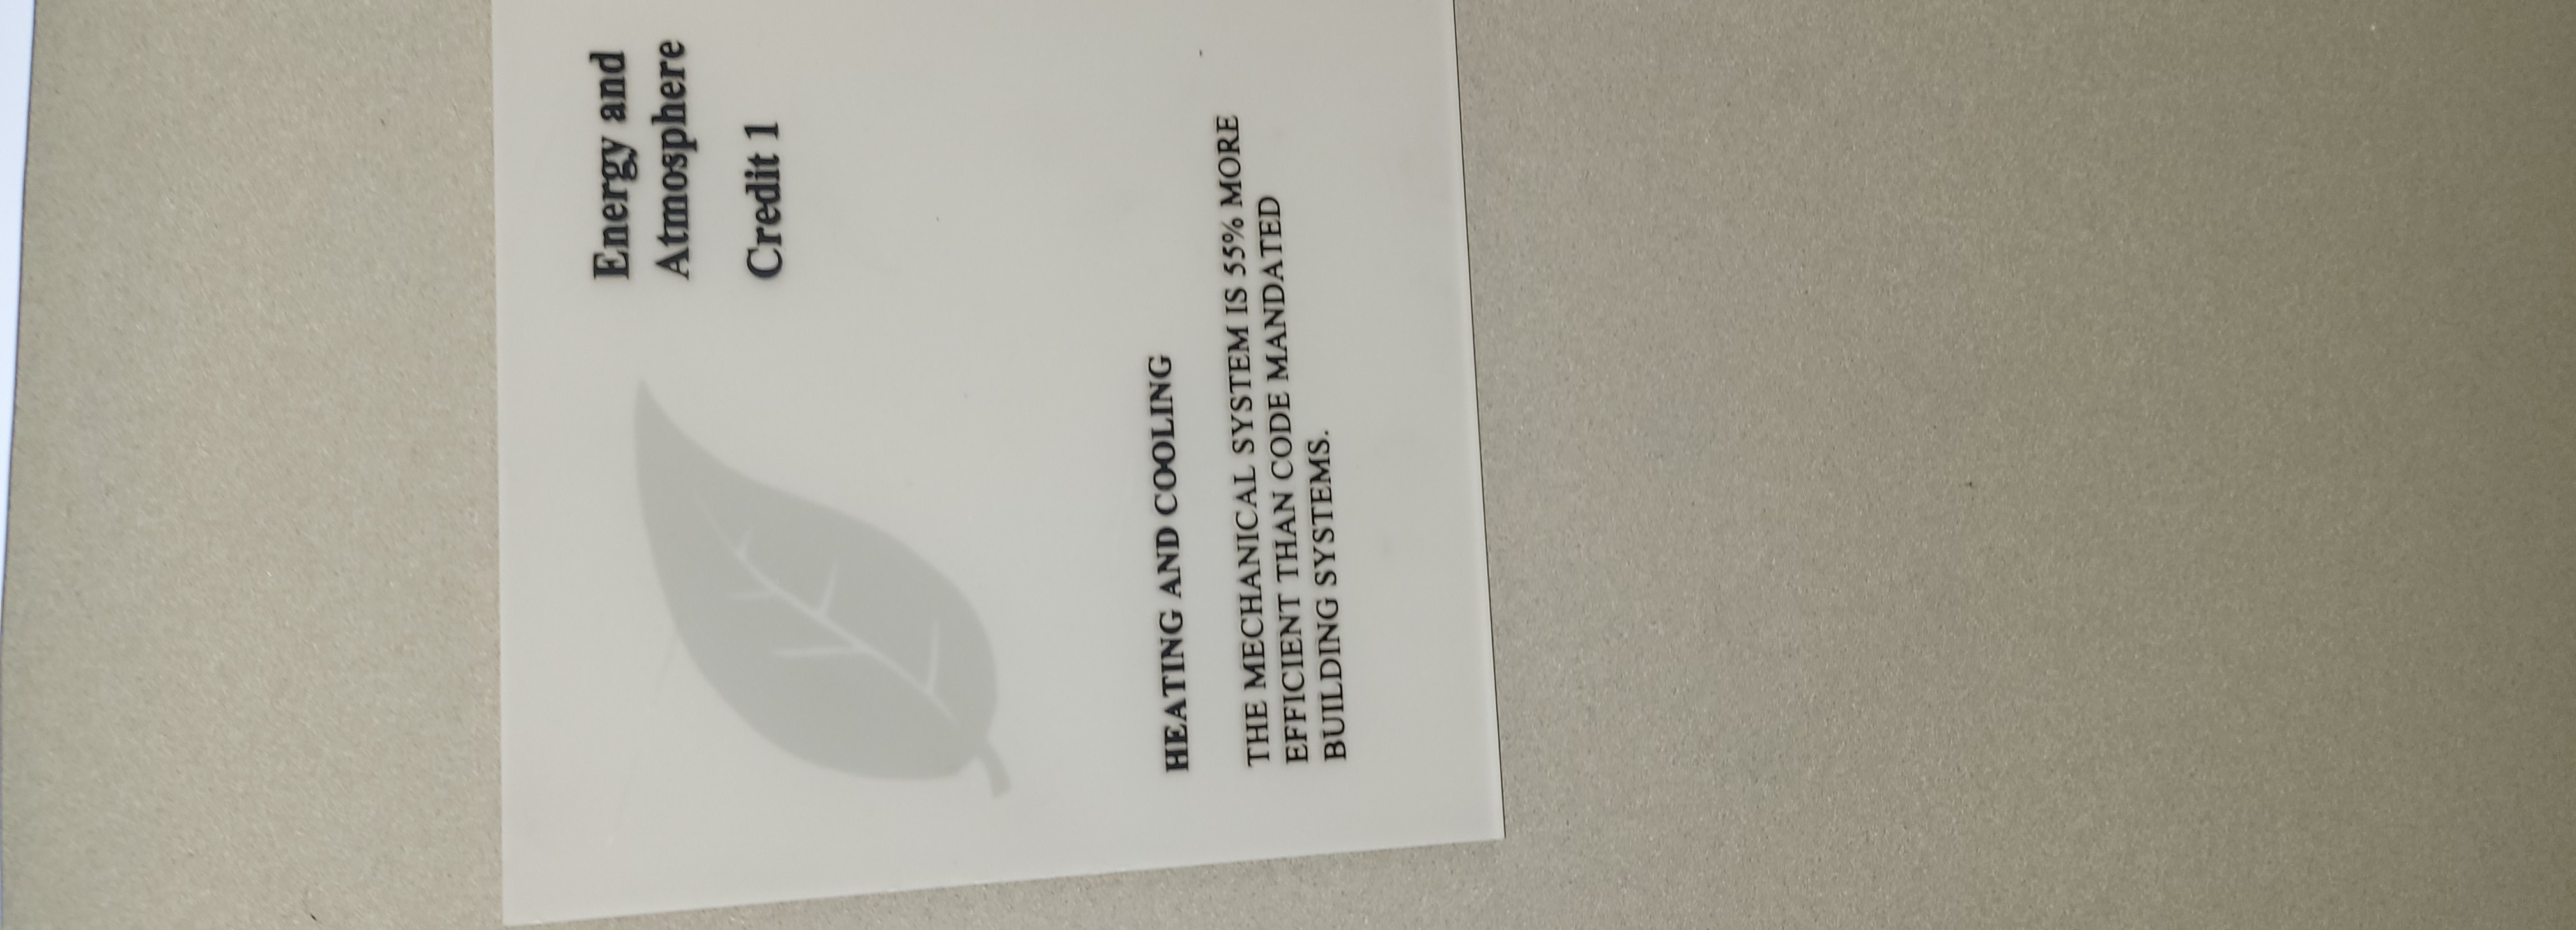 Energy and
Atmosphere
Credit 1
HEATING AND COOLING
THE MECHANICAL SYSTEM IS 55% MORE
EFFICIENT THAN CODE MANDATED
BUILDING SYSTEMS.